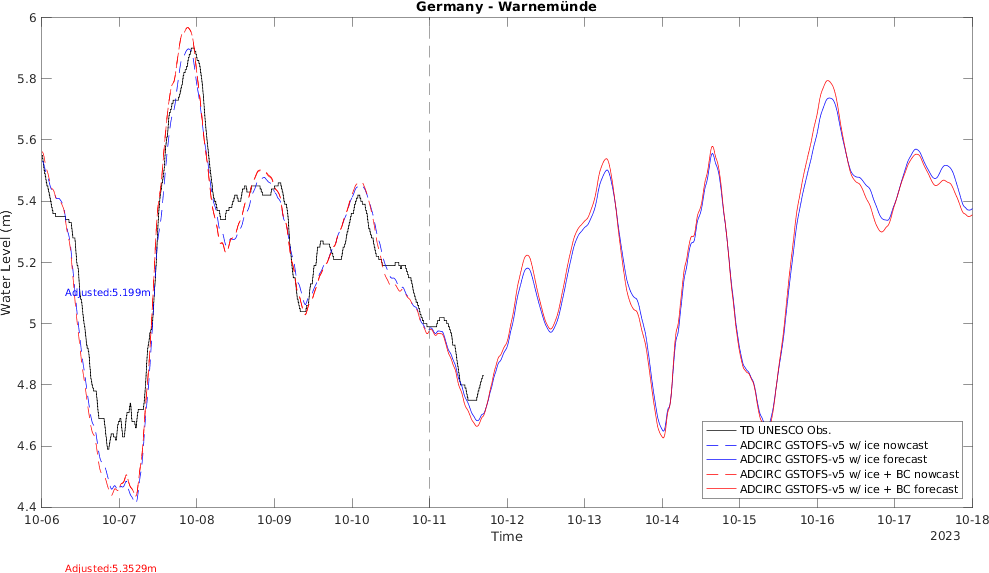 Germany - Warnemünde
6
5.8
5.6
5.4
5.2
5
4.8
4.6
4.4
Water Level (m)
Adjusted:5.199m
TD UNESCO Obs.
ADCIRC GSTOFS-v5 w/ ice nowcast
ADCIRC GSTOFS-v5 w/ ice forecast
ADCIRC GSTOFS-v5 w/ ice + BC nowcast
ADCIRC GSTOFS-v5 w/ ice + BC forecast
10-06 10-07 10-08 10-09 10-10 10-11 10-12 10-13 10-14 10-15 10-16 10-17 10-18
Time
2023
Adjusted:5.3529m